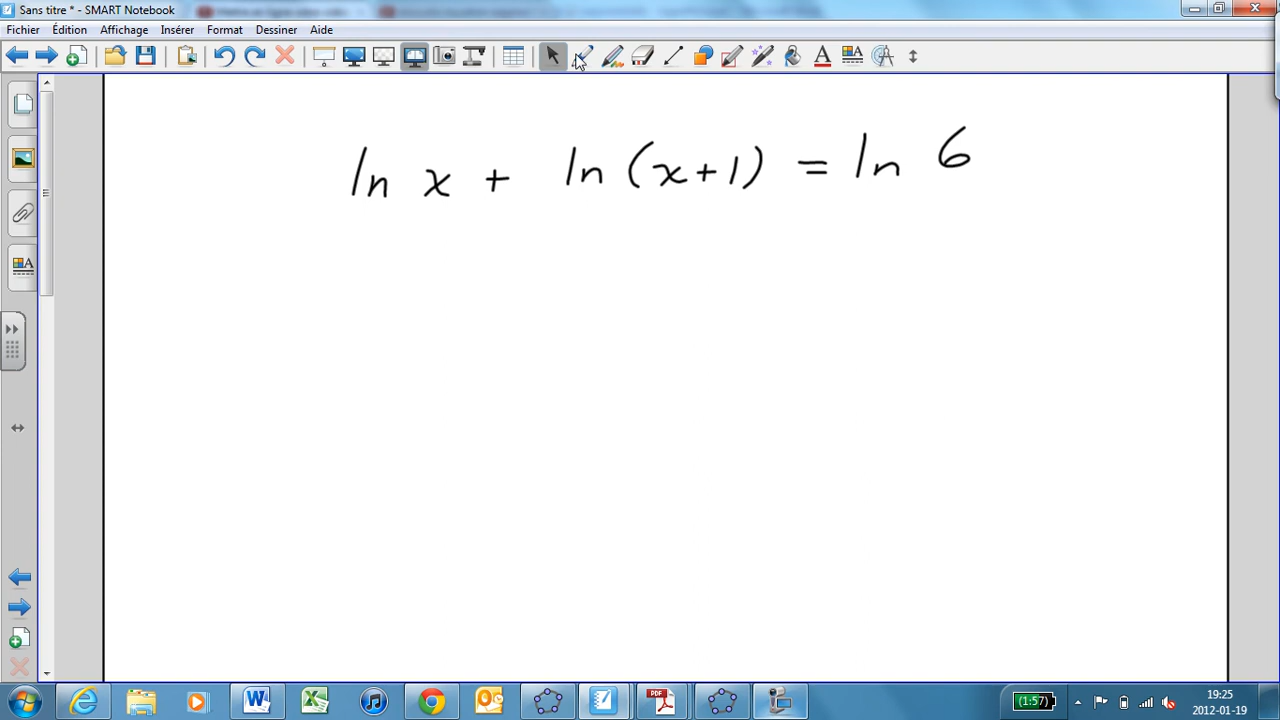 Sans titre * - SMART Notebook
Fichier Édition Affichage Insérer Format Dessiner Aide
ln x + ln (x+1) = ln 6
(1:57)
19:25
2012-01-19